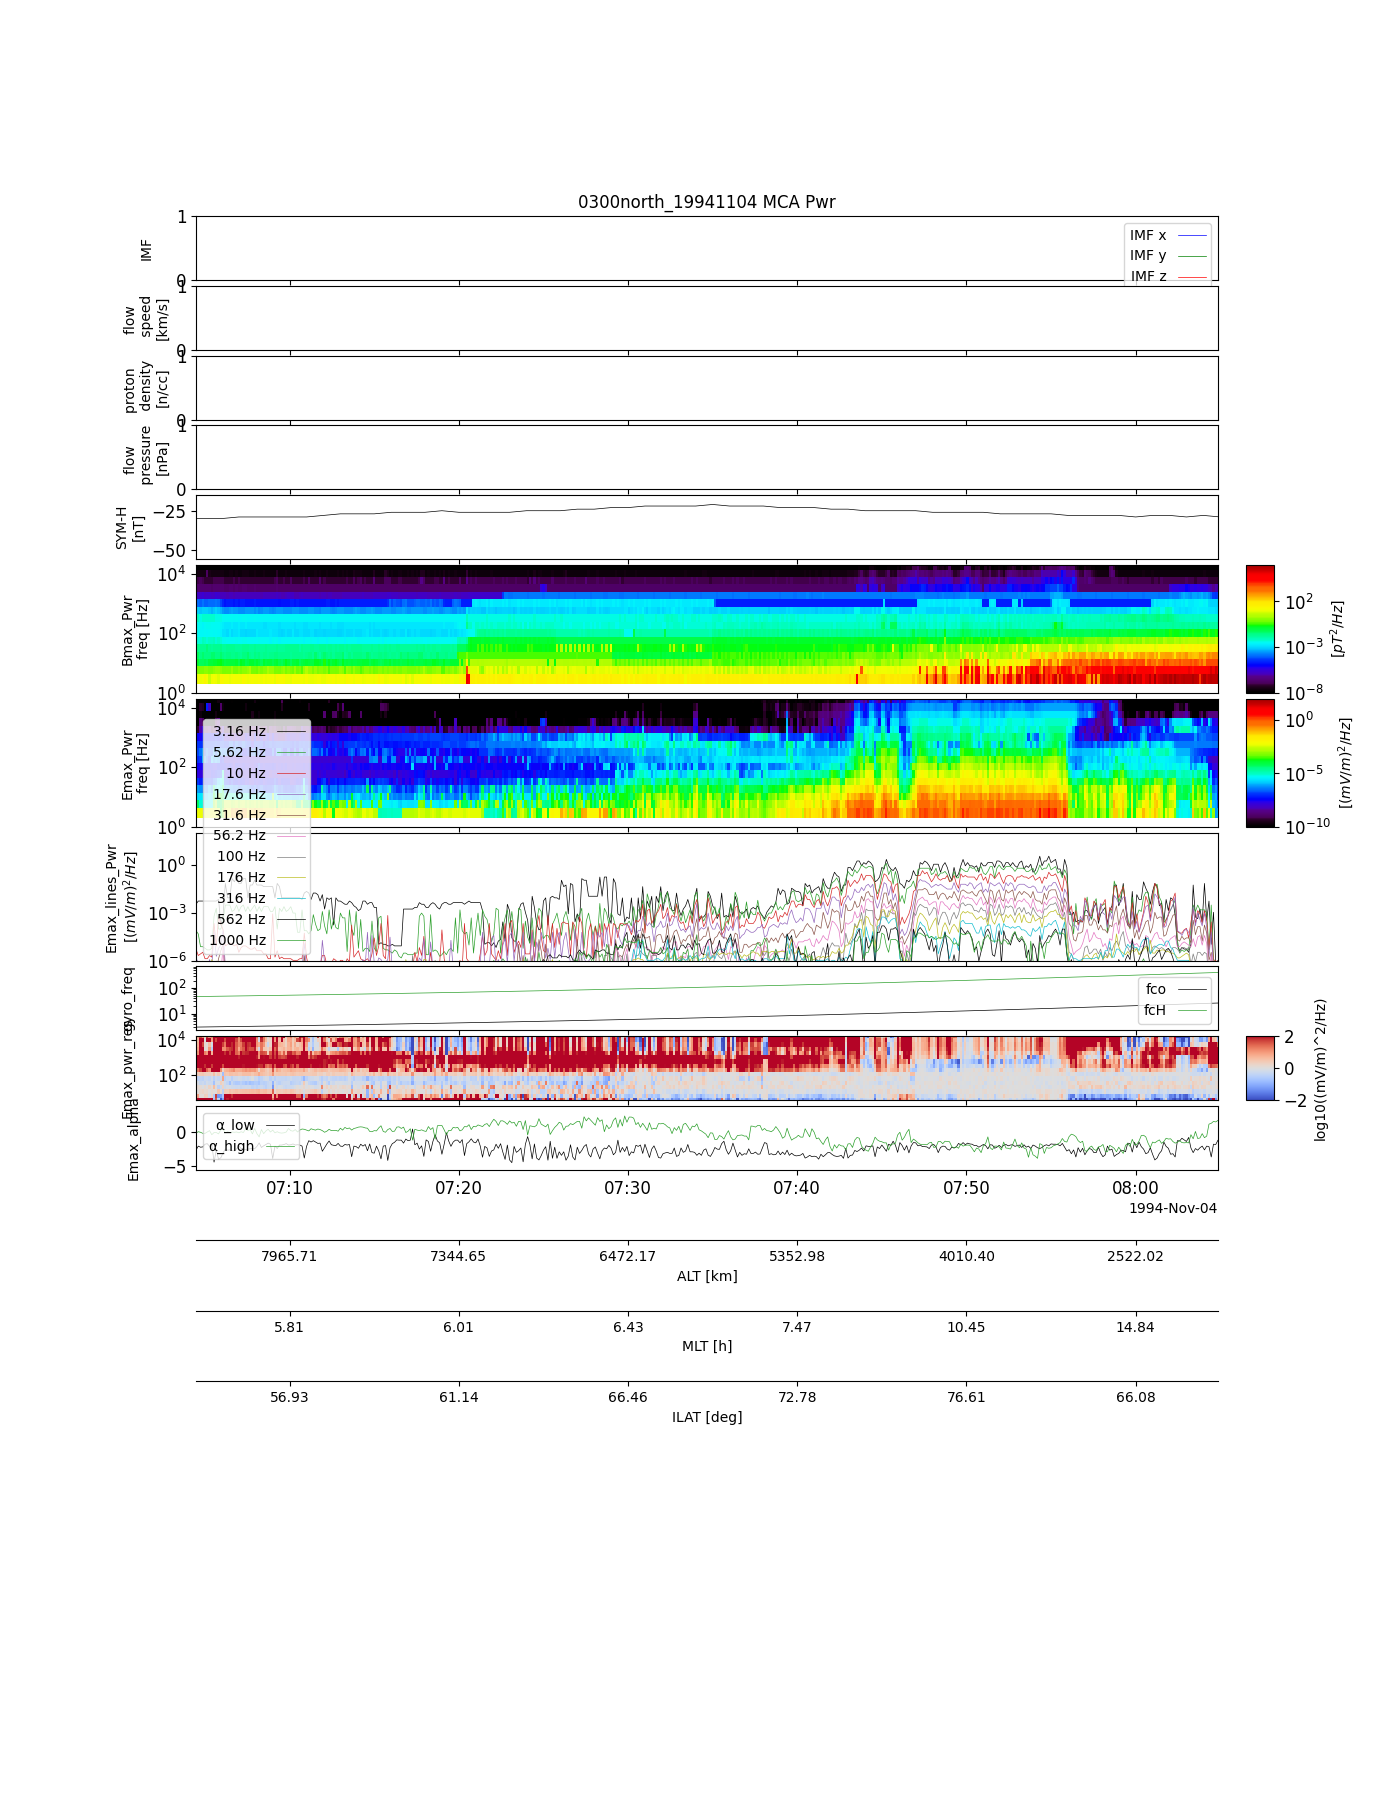 0300north_19941104 MCA Pwr
1
0
IMF
IMF x
IMF y
IMF z
1
0
flow
speed
[km/s]
1
0
proton
density
[n/cc]
1
0
flow
pressure
[nPa]
−25
−50
SYM-H
[nT]
10^4
10^2
10^0
Bmax_Pwr
freq [Hz]
10^2
10^−3
10^−8
[pT^2/Hz]
10^4
10^2
10^0
Emax_Pwr
freq [Hz]
10^0
10^−5
10^−10
[(mV/m)^2/Hz]
3.16 Hz
5.62 Hz
10 Hz
17.6 Hz
31.6 Hz
56.2 Hz
100 Hz
176 Hz
316 Hz
562 Hz
1000 Hz
10^0
10^−3
10^−6
Emax_lines_Pwr
[(mV/m)^2/Hz]
10^2
10^1
gyro_freq
fco
fcH
10^4
10^2
Emax_pwr_rel
2
0
−2
log10((mV/m)^2/Hz)
0
−5
Emax_alpha
α_low
α_high
07:10 07:20 07:30 07:40 07:50 08:00
1994-Nov-04
7965.71 7344.65 6472.17 5352.98 4010.40 2522.02
ALT [km]
5.81 6.01 6.43 7.47 10.45 14.84
MLT [h]
56.93 61.14 66.46 72.78 76.61 66.08
ILAT [deg]